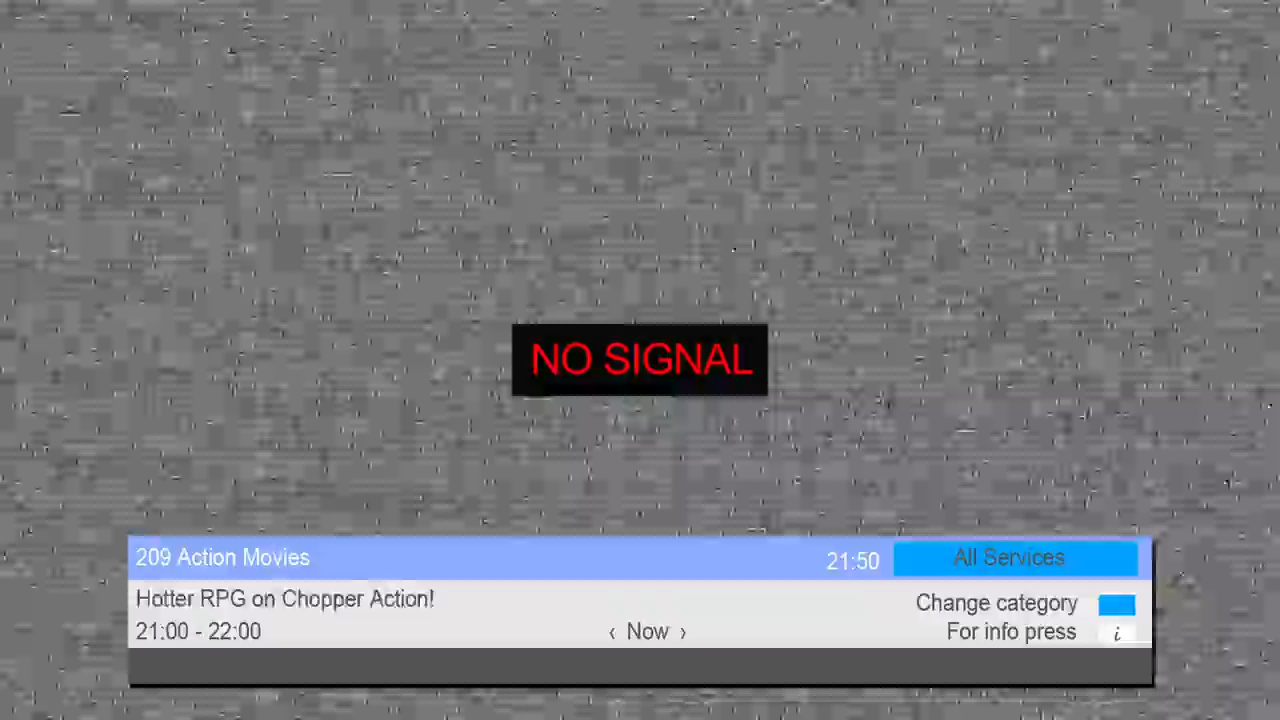 NO SIGNAL
209 Action Movies
21:50
All Services
Hotter RPG on Chopper Action!
Change category
21:00 - 22:00
‹ Now ›
For info press
i